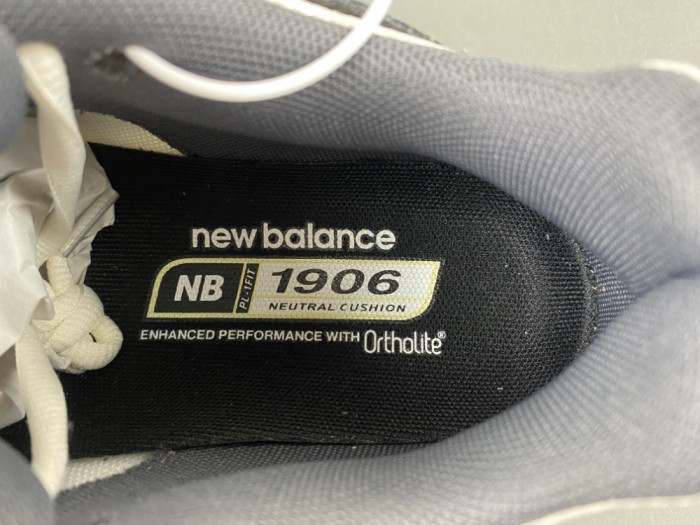 new balance
NB PL-1FIT 1906
NEUTRAL CUSHION
ENHANCED PERFORMANCE WITH Ortholite®